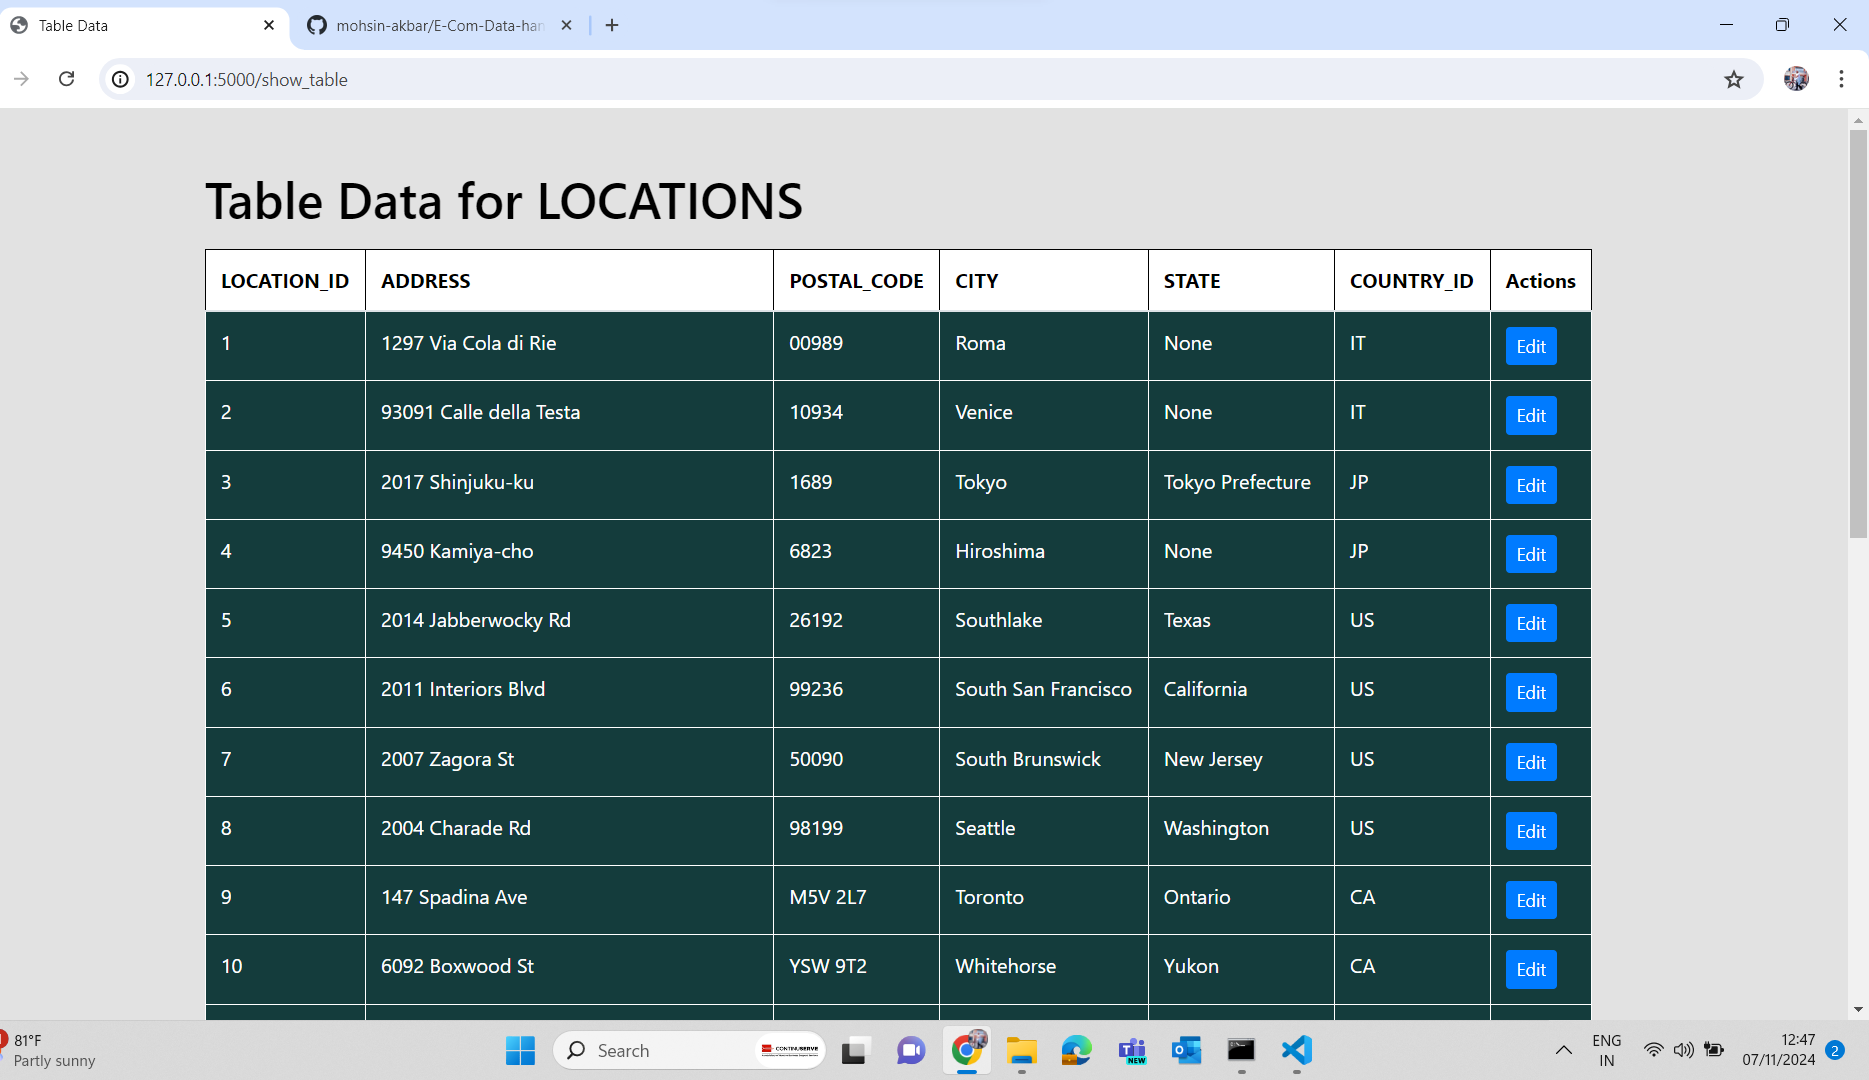 Table Data
mohsin-akbar/E-Com-Data-han
127.0.0.1:5000/show_table
Table Data for LOCATIONS
LOCATION_ID ADDRESS POSTAL_CODE CITY STATE COUNTRY_ID Actions
1 1297 Via Cola di Rie 00989 Roma None IT Edit
2 93091 Calle della Testa 10934 Venice None IT Edit
3 2017 Shinjuku-ku 1689 Tokyo Tokyo Prefecture JP Edit
4 9450 Kamiya-cho 6823 Hiroshima None JP Edit
5 2014 Jabberwocky Rd 26192 Southlake Texas US Edit
6 2011 Interiors Blvd 99236 South San Francisco California US Edit
7 2007 Zagora St 50090 South Brunswick New Jersey US Edit
8 2004 Charade Rd 98199 Seattle Washington US Edit
9 147 Spadina Ave M5V 2L7 Toronto Ontario CA Edit
10 6092 Boxwood St YSW 9T2 Whitehorse Yukon CA Edit
81°F
Partly sunny
Search
CONTINUSERVE
NEW
ENG
IN
12:47
07/11/2024
2